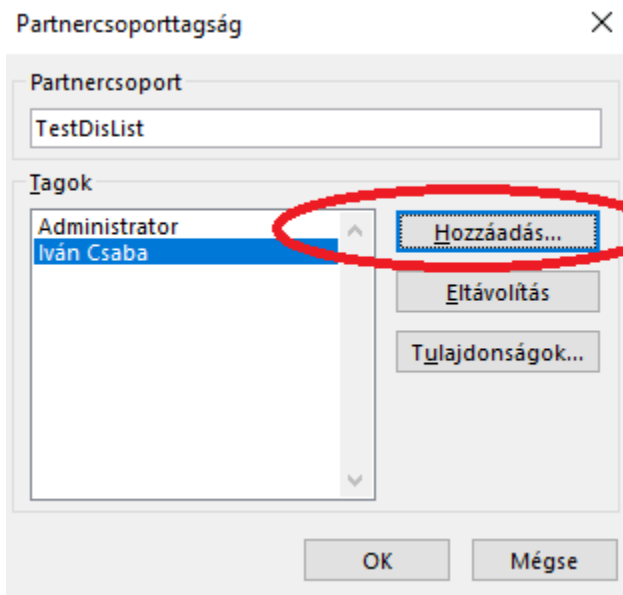 Partnercsoporttagság
Partnercsoport
TestDisList
Tagok
Administrator
Iván Csaba
Hozzáadás...
Eltávolítás
Tulajdonságok...
OK
Mégse